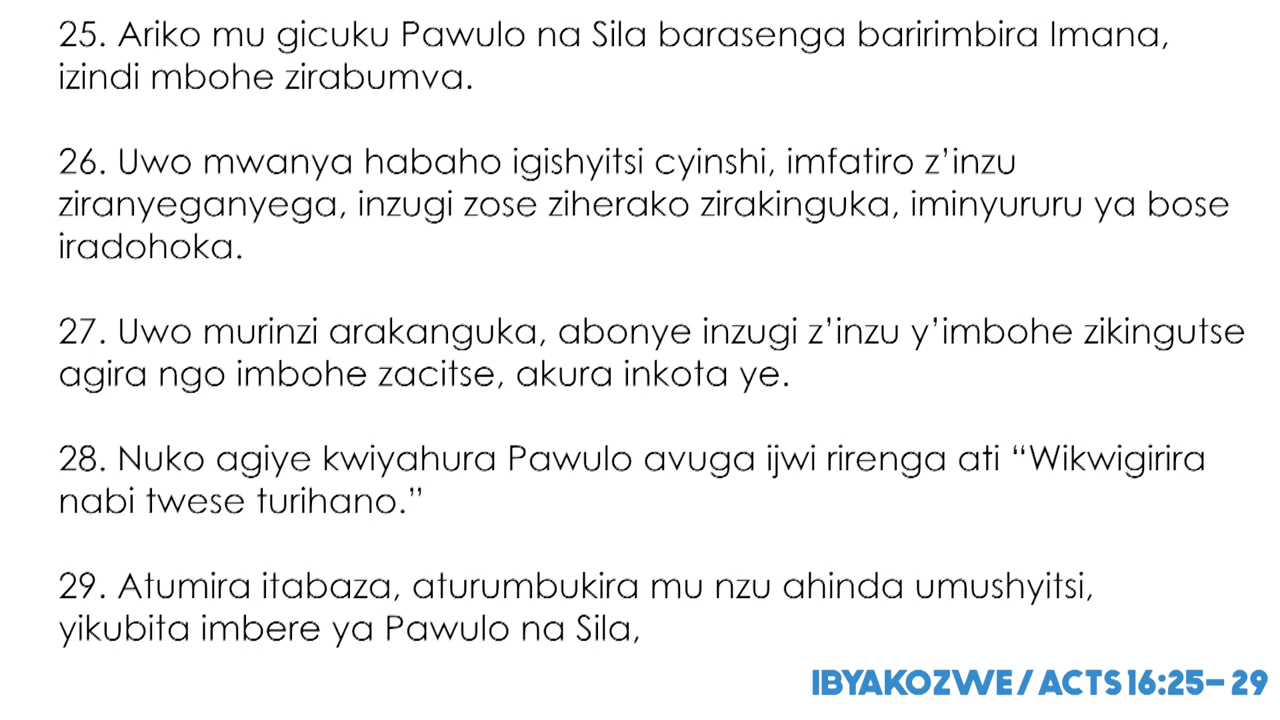 25. Ariko mu gicuku Pawulo na Sila barasenga baririmbira Imana,
izindi mbohe zirabumva.
26. Uwo mwanya habaho igishyitsi cyinshi, imfatiro z’inzu
ziranyeganyega, inzugi zose ziherako zirakinguka, iminyururu ya bose
iradohoka.
27. Uwo murinzi arakanguka, abonye inzugi z’inzu y’imbohe zikingutse
agira ngo imbohe zacitse, akura inkota ye.
28. Nuko agiye kwiyahura Pawulo avuga ijwi rirenga ati “Wikwigirira
nabi twese turihano.”
29. Atumira itabaza, aturumbukira mu nzu ahinda umushyitsi,
yikubita imbere ya Pawulo na Sila,
IBYAKOZWE / ACTS 16:25– 29